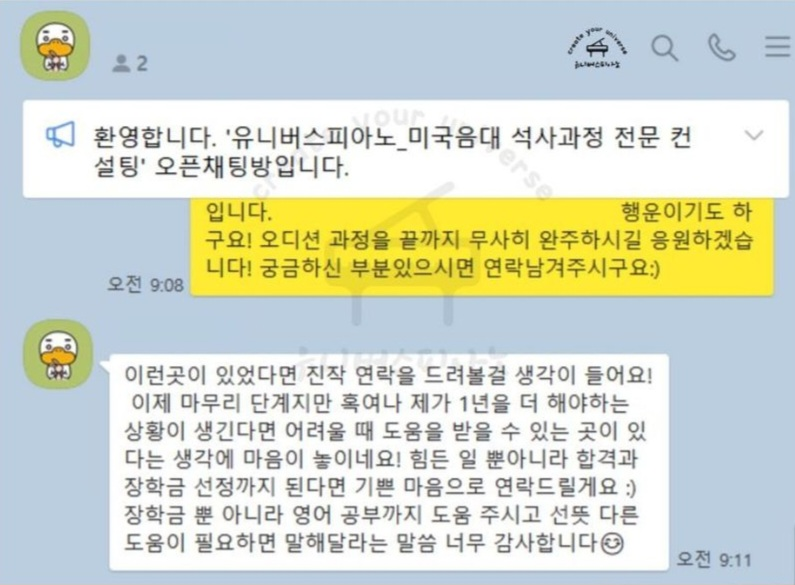 2
create your universe
유니버스피아노
환영합니다. '유니버스피아노_미국음대 석사과정 전문 컨
설팅' 오픈채팅방입니다.
입니다. 행운이기도 하
구요! 오디션 과정을 끝까지 무사히 완주하시길 응원하겠습
니다! 궁금하신 부분있으시면 연락남겨주시구요:)
오전 9:08
create your universe
유니버스피아노
이런곳이 있었다면 진작 연락을 드려볼걸 생각이 들어요!
이제 마무리 단계지만 혹여나 제가 1년을 더 해야하는
상황이 생긴다면 어려울 때 도움을 받을 수 있는 곳이 있
다는 생각에 마음이 놓이네요! 힘든 일 뿐아니라 합격과
장학금 선정까지 된다면 기쁜 마음으로 연락드릴게요 :)
장학금 뿐 아니라 영어 공부까지 도움 주시고 선뜻 다른
도움이 필요하면 말해달라는 말씀 너무 감사합니다😊
오전 9:11